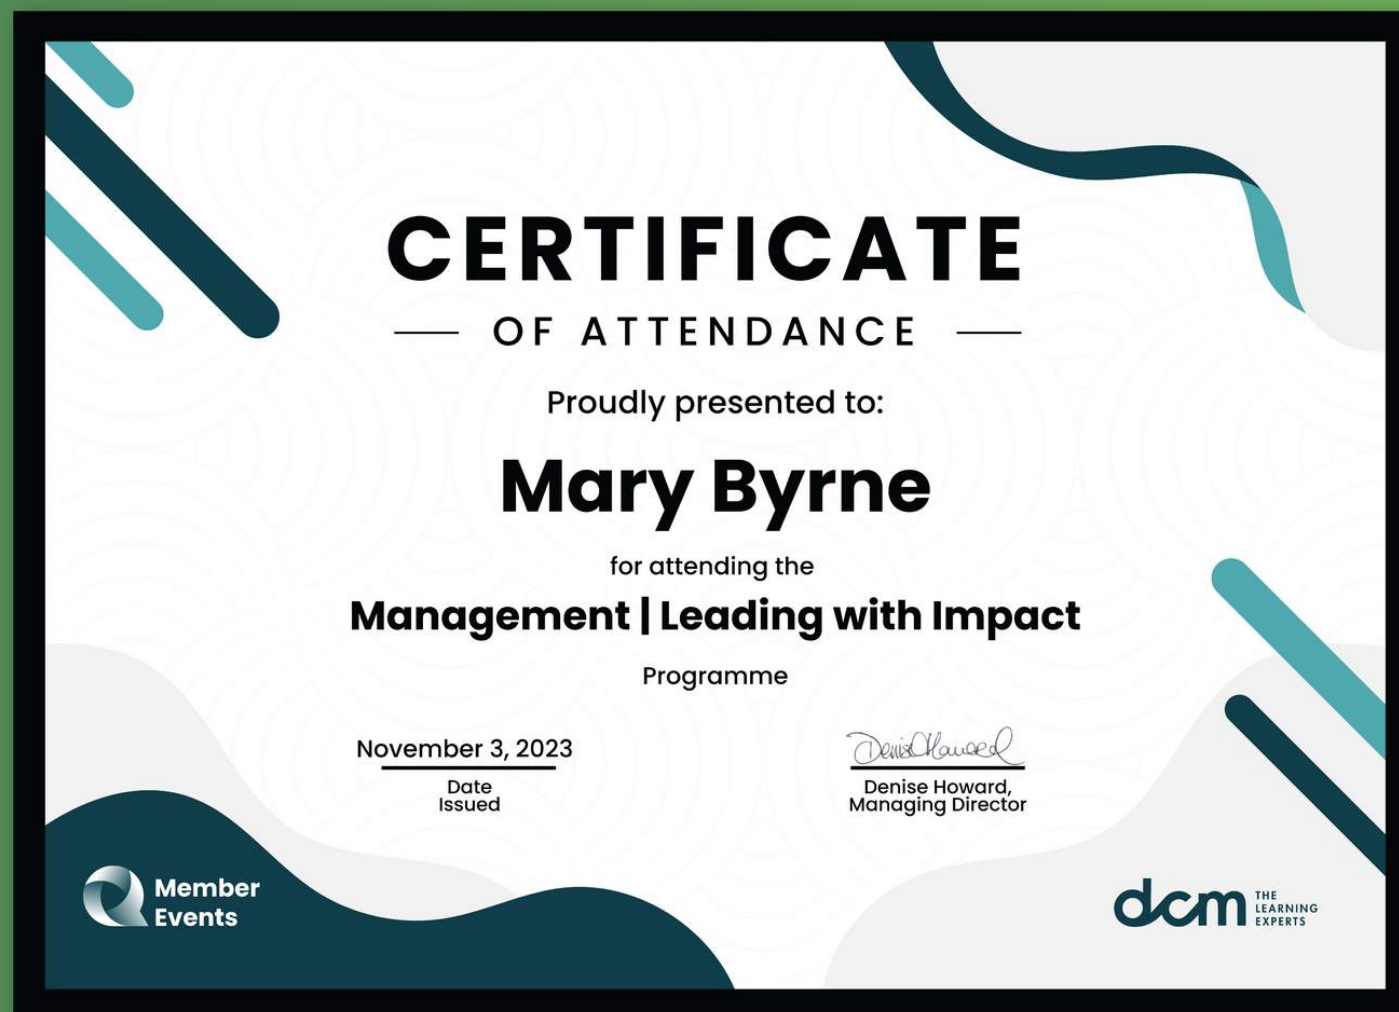 CERTIFICATE
OF ATTENDANCE
Proudly presented to:
Mary Byrne
for attending the
Management | Leading with Impact
Programme
November 3, 2023
Date
Issued
Denise Howard
Denise Howard,
Managing Director
Member
Events
dcm THE
LEARNING
EXPERTS